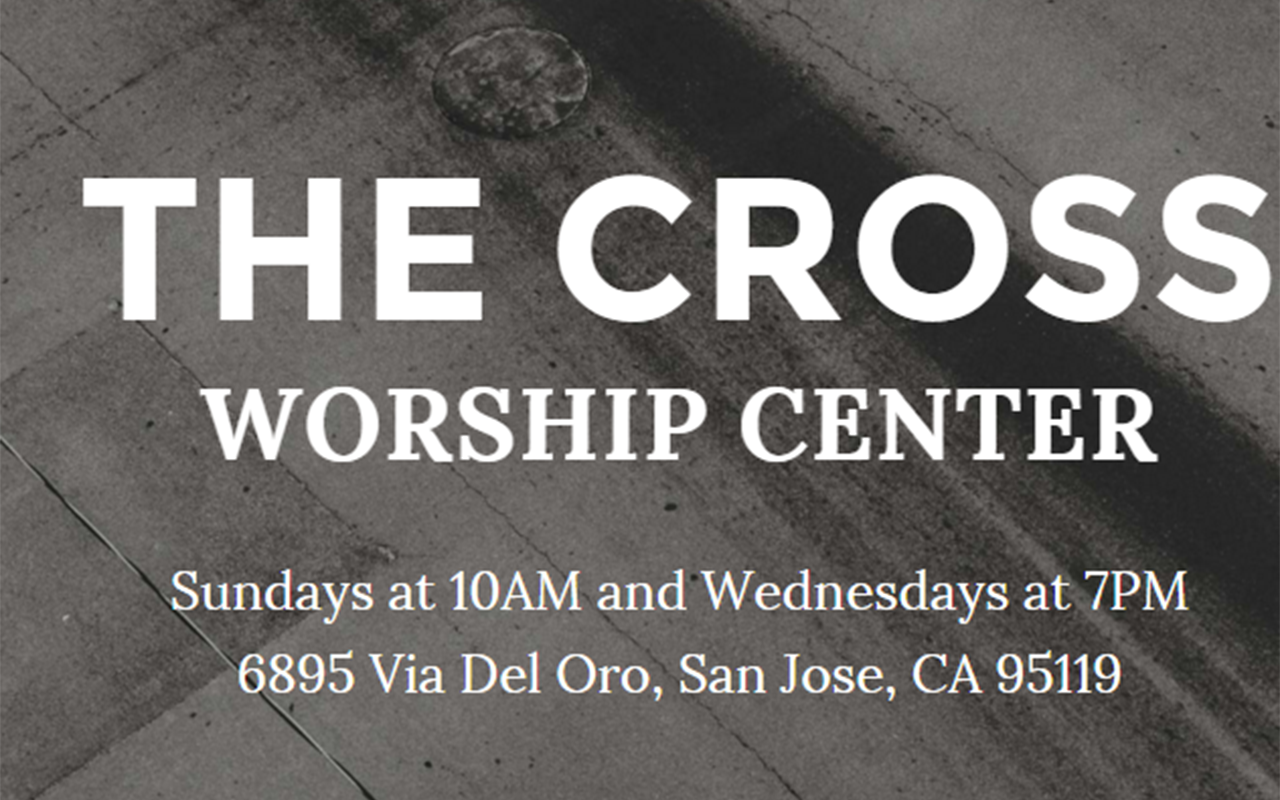 THE CROSS
WORSHIP CENTER
Sundays at 10AM and Wednesdays at 7PM
6895 Via Del Oro, San Jose, CA 95119